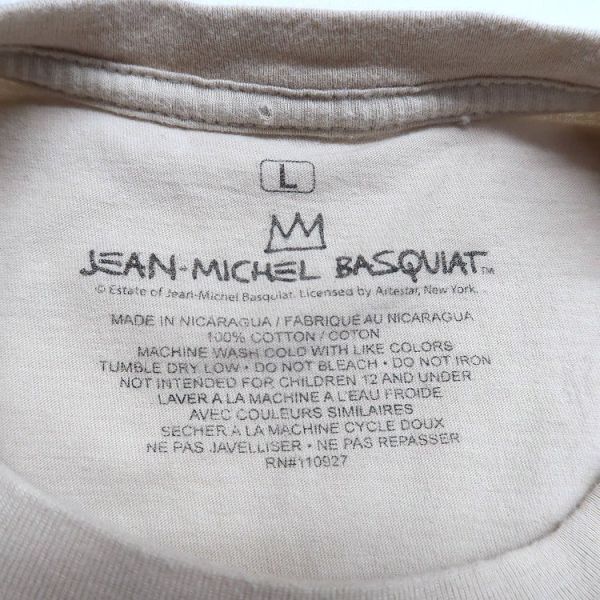 L
JEAN-MICHEL BASQUIAT™
© Estate of Jean-Michel Basquiat. Licensed by Artestar, New York.
MADE IN NICARAGUA / FABRIQUE AU NICARAGUA
100% COTTON / COTON
MACHINE WASH COLD WITH LIKE COLORS
TUMBLE DRY LOW • DO NOT BLEACH • DO NOT IRON
NOT INTENDED FOR CHILDREN 12 AND UNDER
LAVER A LA MACHINE A L'EAU FROIDE
AVEC COULEURS SIMILAIRES
SECHER A LA MACHINE CYCLE DOUX
NE PAS JAVELLISER • NE PAS REPASSER
RN#110927